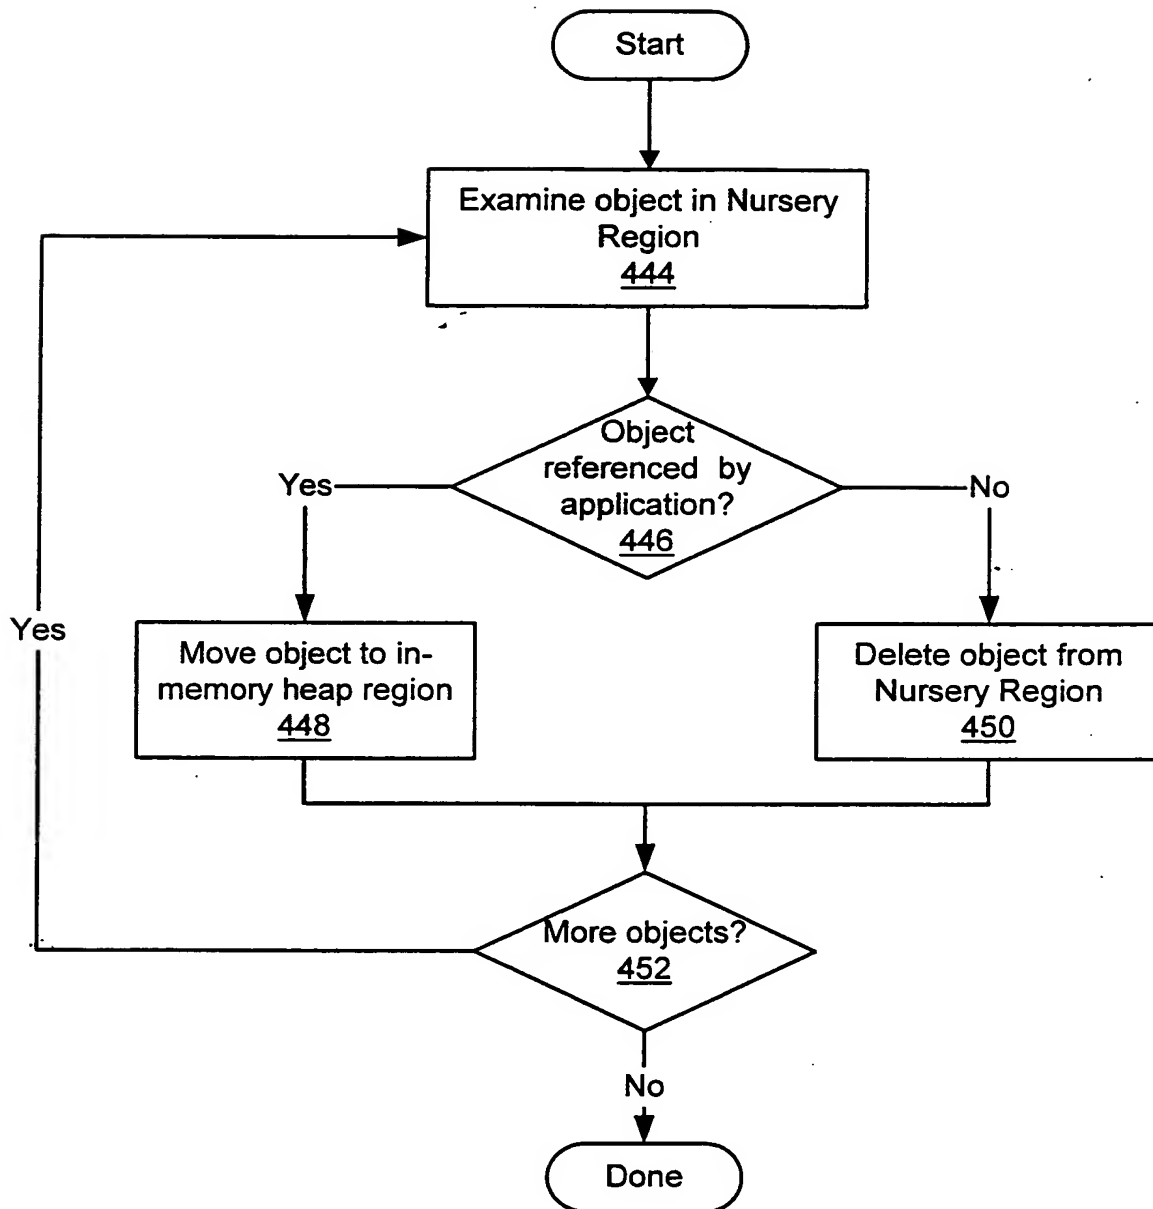 Start
Examine object in Nursery
Region
444
Object
referenced by
application?
446
Yes
No
Yes
Move object to in-
memory heap region
448
Delete object from
Nursery Region
450
More objects?
452
No
Done